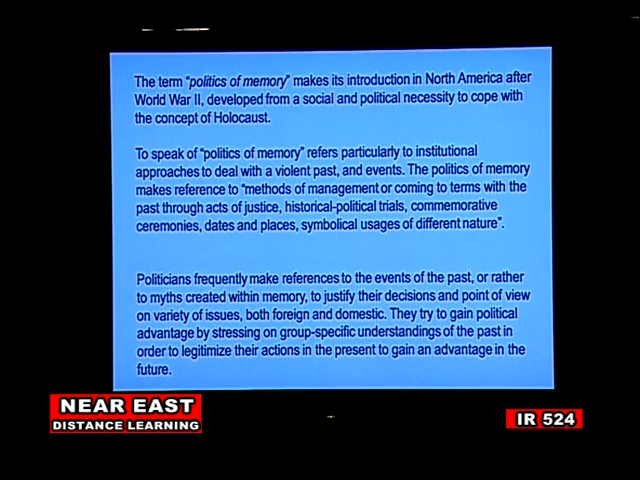 The term “politics of memory” makes its introduction in North America after
World War II, developed from a social and political necessity to cope with
the concept of Holocaust.
To speak of “politics of memory” refers particularly to institutional
approaches to deal with a violent past, and events. The politics of memory
makes reference to “methods of management or coming to terms with the
past through acts of justice, historical-political trials, commemorative
ceremonies, dates and places, symbolical usages of different nature”.
Politicians frequently make references to the events of the past, or rather
to myths created within memory, to justify their decisions and point of view
on variety of issues, both foreign and domestic. They try to gain political
advantage by stressing on group-specific understandings of the past in
order to legitimize their actions in the present to gain an advantage in the
future.
NEAR EAST
DISTANCE LEARNING
IR 524